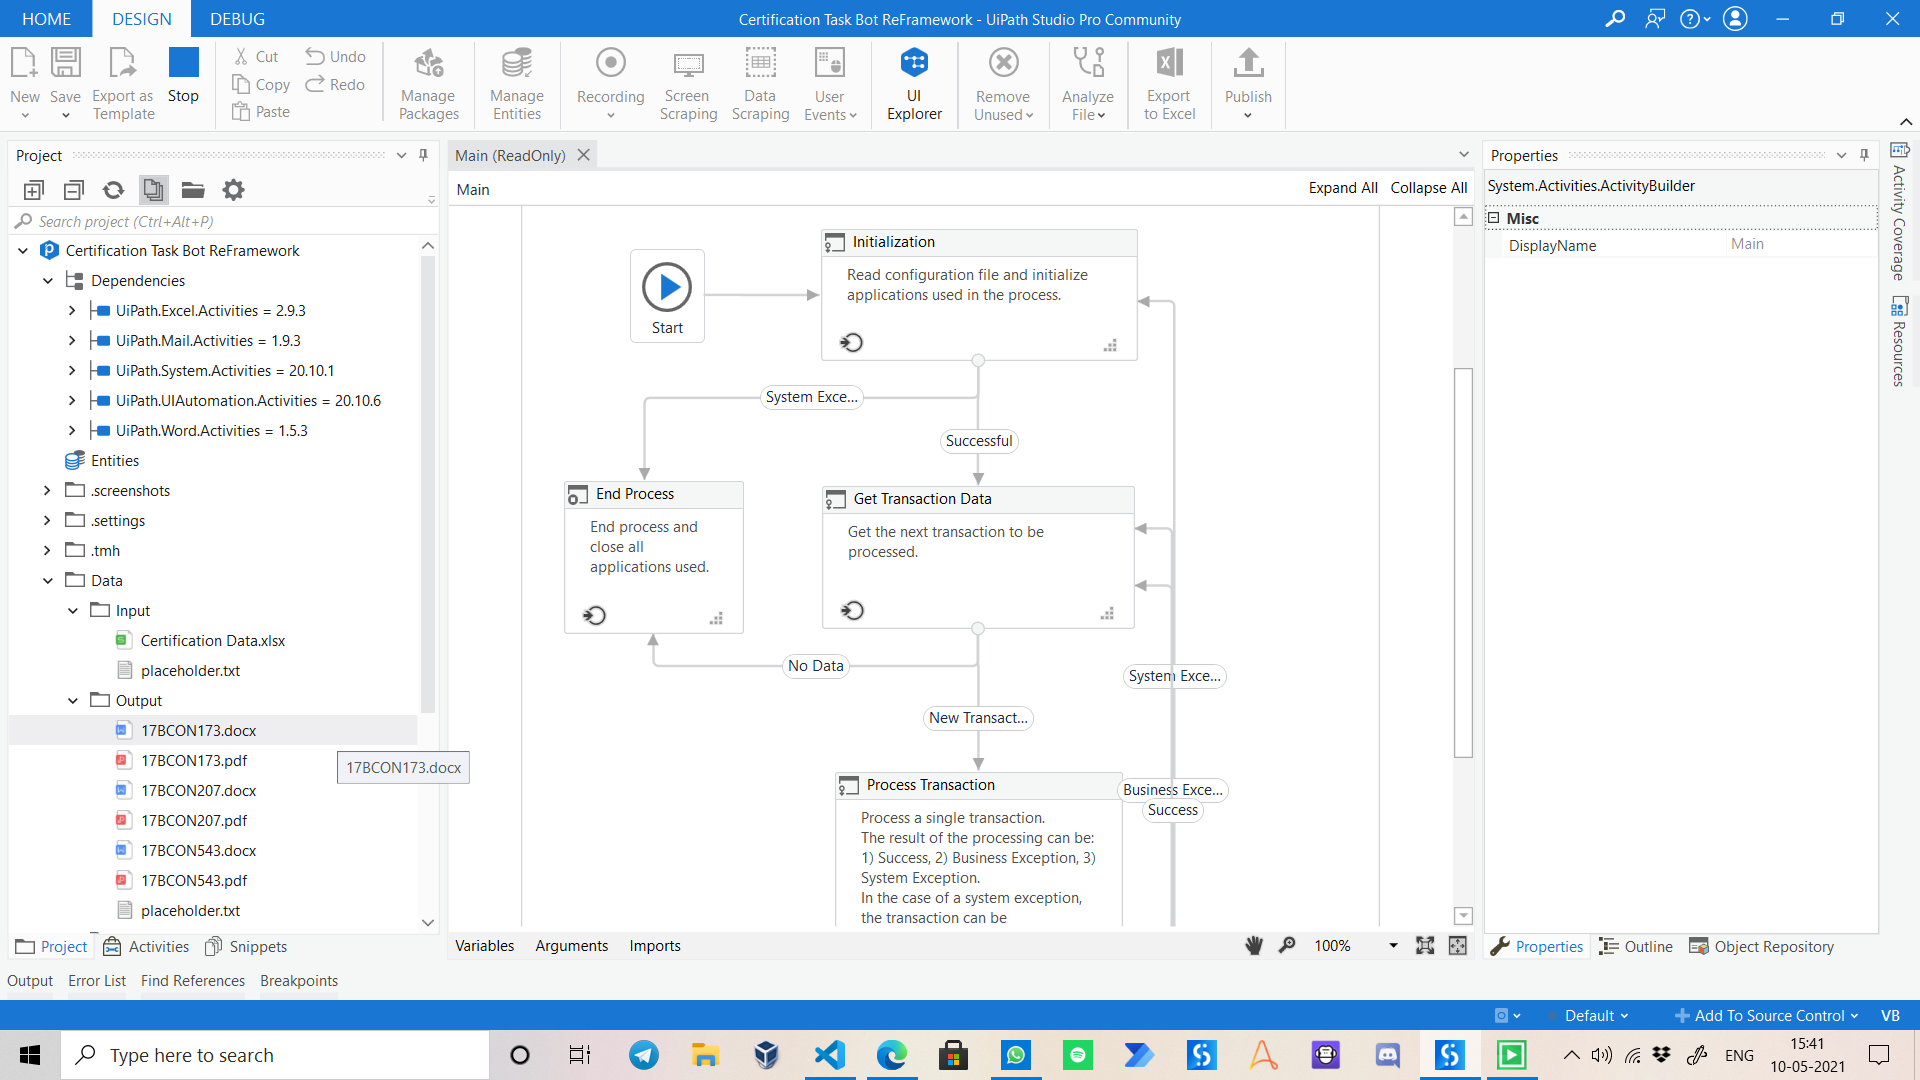 HOME DESIGN DEBUG Certification Task Bot ReFramework - UiPath Studio Pro Community
New Save Export as Template Stop
Cut Copy Paste Undo Redo
Manage Packages
Manage Entities
Recording
Screen Scraping
Data Scraping
User Events
UI Explorer
Remove Unused
Analyze File
Export to Excel
Publish
Project
Search project (Ctrl+Alt+P)
Certification Task Bot ReFramework
Dependencies
UiPath.Excel.Activities = 2.9.3
UiPath.Mail.Activities = 1.9.3
UiPath.System.Activities = 20.10.1
UiPath.UIAutomation.Activities = 20.10.6
UiPath.Word.Activities = 1.5.3
Entities
.screenshots
.settings
.tmh
Data
Input
Certification Data.xlsx
placeholder.txt
Output
17BCON173.docx
17BCON173.pdf
17BCON173.docx
17BCON207.docx
17BCON207.pdf
17BCON543.docx
17BCON543.pdf
placeholder.txt
Project Activities Snippets
Main (ReadOnly)
Main Expand All Collapse All
Start
Initialization
Read configuration file and initialize
applications used in the process.
System Exce...
Successful
End Process
End process and
close all
applications used.
Get Transaction Data
Get the next transaction to be
processed.
No Data
System Exce...
New Transact...
Process Transaction
Process a single transaction.
The result of the processing can be:
1) Success, 2) Business Exception, 3)
System Exception.
In the case of a system exception,
the transaction can be
Business Exce...
Success
Variables Arguments Imports 100%
Properties
System.Activities.ActivityBuilder
Misc
DisplayName Main
Activity Coverage
Resources
Properties Outline Object Repository
Output Error List Find References Breakpoints
Default Add To Source Control VB
Type here to search
ENG
15:41
10-05-2021